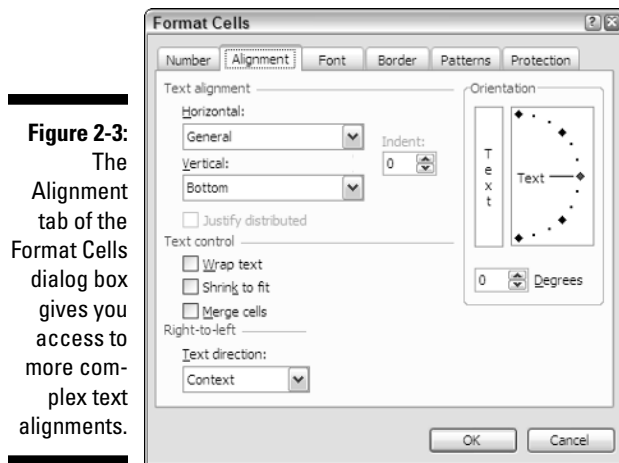 Figure 2-3:
The
Alignment
tab of the
Format Cells
dialog box
gives you
access to
more com-
plex text
alignments.
Format Cells
Number Alignment Font Border Patterns Protection
Text alignment
Horizontal:
General
Indent:
Vertical:
0
Bottom
Justify distributed
Text control
Wrap text
Shrink to fit
Merge cells
Right-to-left
Text direction:
Context
Orientation
Text
Text
0 Degrees
OK Cancel